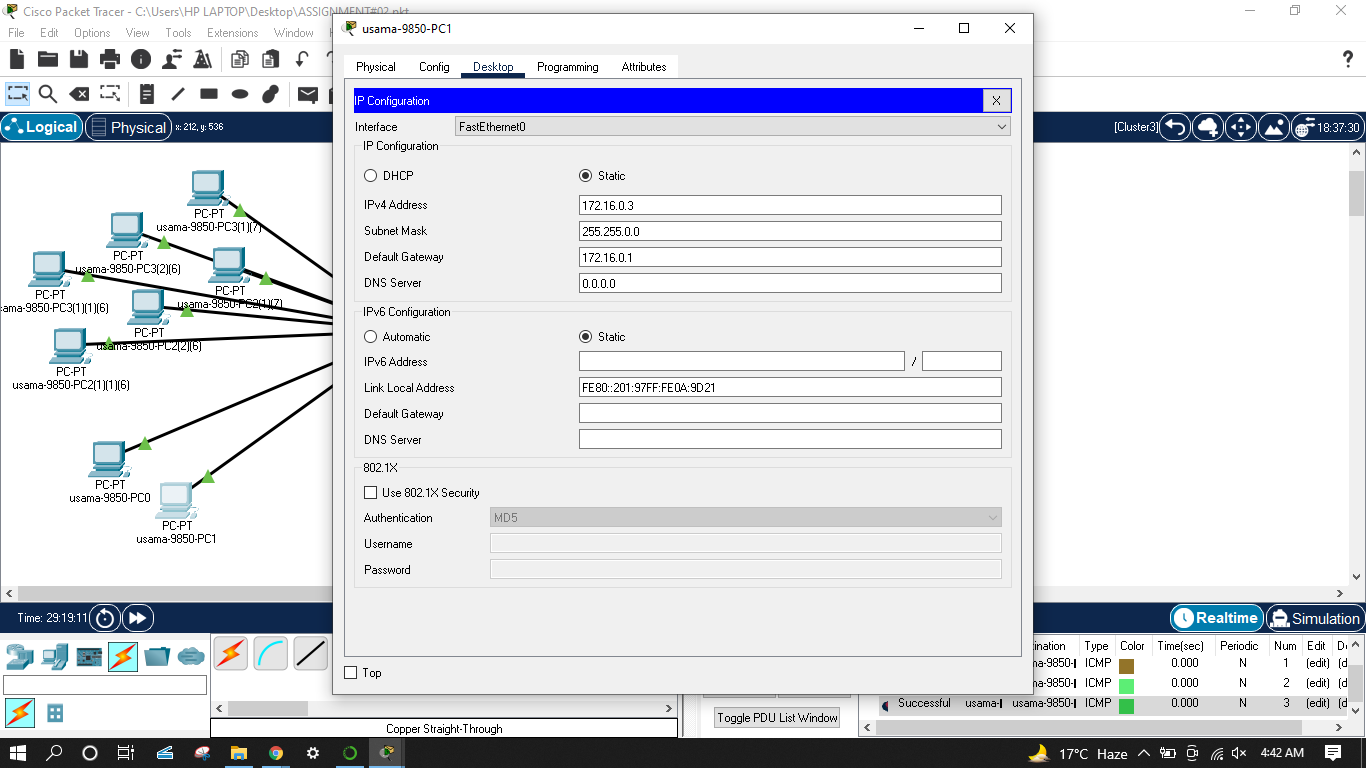 Cisco Packet Tracer - C:\Users\HP LAPTOP\Desktop\ASSIGNMENT#02.pkt
usama-9850-PC1
File Edit Options View Tools Extensions Window
Physical Config Desktop Programming Attributes
IP Configuration X
Logical Physical x: 212, y: 536
[Cluster3] 18:37:30
Interface FastEthernet0
IP Configuration
DHCP Static
IPv4 Address 172.16.0.3
Subnet Mask 255.255.0.0
Default Gateway 172.16.0.1
DNS Server 0.0.0.0
IPv6 Configuration
Automatic Static
IPv6 Address /
Link Local Address FE80::201:97FF:FE0A:9D21
Default Gateway
DNS Server
802.1X
Use 802.1X Security
Authentication MD5
Username
Password
Top
PC-PT
usama-9850-PC3(1)(7)
PC-PT
usama-9850-PC3(2)(6)
PC-PT
usama-9850-PC2(1)(7)
PC-PT
sama-9850-PC3(1)(1)(6)
PC-PT
usama-9850-PC2(2)(6)
PC-PT
usama-9850-PC2(1)(1)(6)
PC-PT
usama-9850-PC0
PC-PT
usama-9850-PC1
Time: 29:19:11
Realtime Simulation
Copper Straight-Through
Toggle PDU List Window
ination Type Color Time(sec) Periodic Num Edit
ma-9850-I ICMP 0.000 N 1 (edit) (d
ma-9850-I ICMP 0.000 N 2 (edit) (d
Successful usama-I usama-9850-I ICMP 0.000 N 3 (edit) (d
17°C Haze 4:42 AM